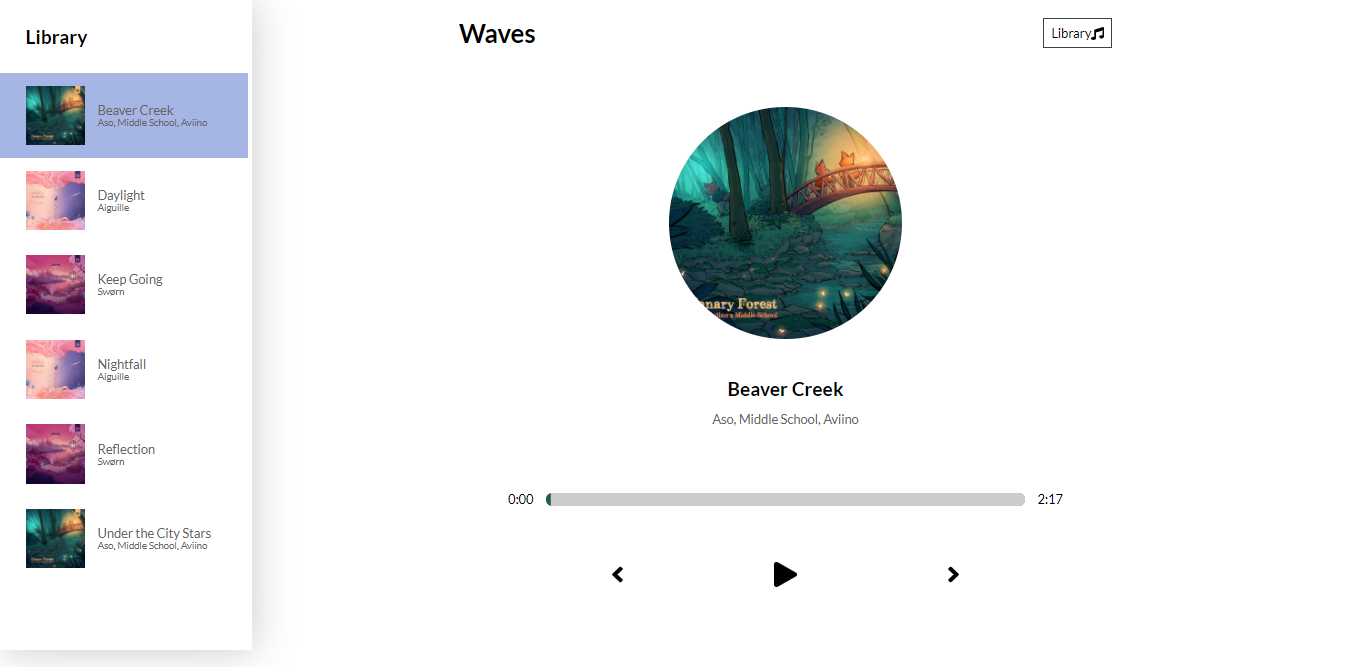 Library
Beaver Creek
Aso, Middle School, Aviino
Daylight
Aiguille
Keep Going
Swørn
Nightfall
Aiguille
Reflection
Swørn
Under the City Stars
Aso, Middle School, Aviino
Waves
Library
nary Forest
Middle School
Beaver Creek
Aso, Middle School, Aviino
0:00
2:17